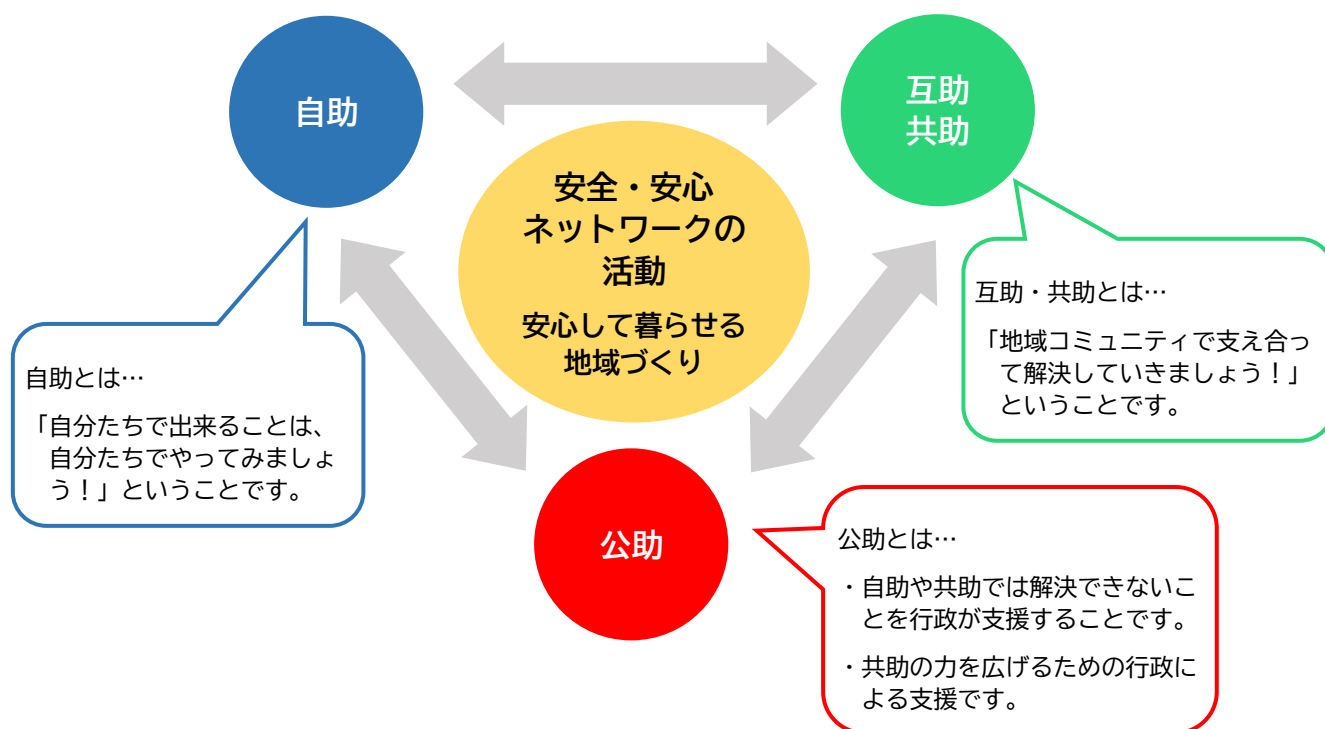 自助
互助
共助
安全・安心
ネットワークの
活動
安心して暮らせる
地域づくり
互助・共助とは…
「地域コミュニティで支え合っ
て解決していきましょう！」
ということです。
自助とは…
「自分たちで出来ることは、
自分たちでやってみましょ
う！」ということです。
公助
公助とは…
・自助や共助では解決できないこ
とを行政が支援することです。
・共助の力を広げるための行政に
よる支援です。